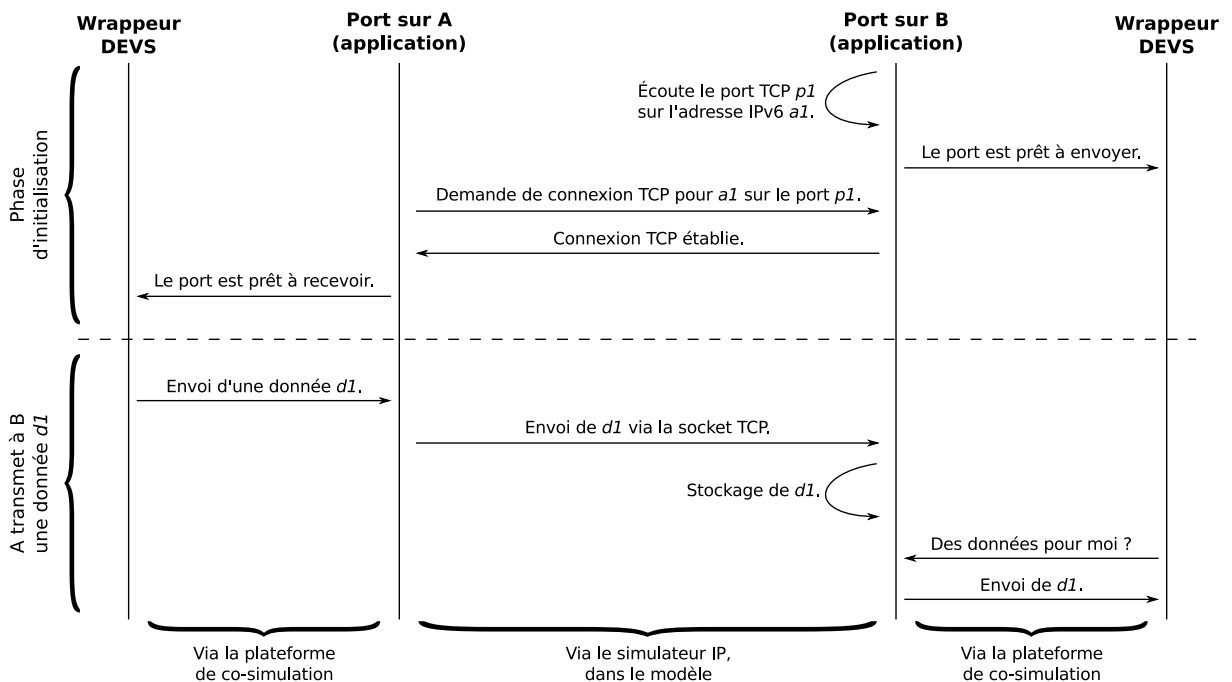 Wrappeur
DEVS
Port sur A
(application)
Port sur B
(application)
Wrappeur
DEVS
Phase
d'initialisation
Écoute le port TCP p1
sur l'adresse IPv6 a1.
Le port est prêt à envoyer.
Demande de connexion TCP pour a1 sur le port p1.
Connexion TCP établie.
Le port est prêt à recevoir.
A transmet à B
une donnée d1
Envoi d'une donnée d1.
Envoi de d1 via la socket TCP.
Stockage de d1.
Des données pour moi ?
Envoi de d1.
Via la plateforme
de co-simulation
Via le simulateur IP,
dans le modèle
Via la plateforme
de co-simulation